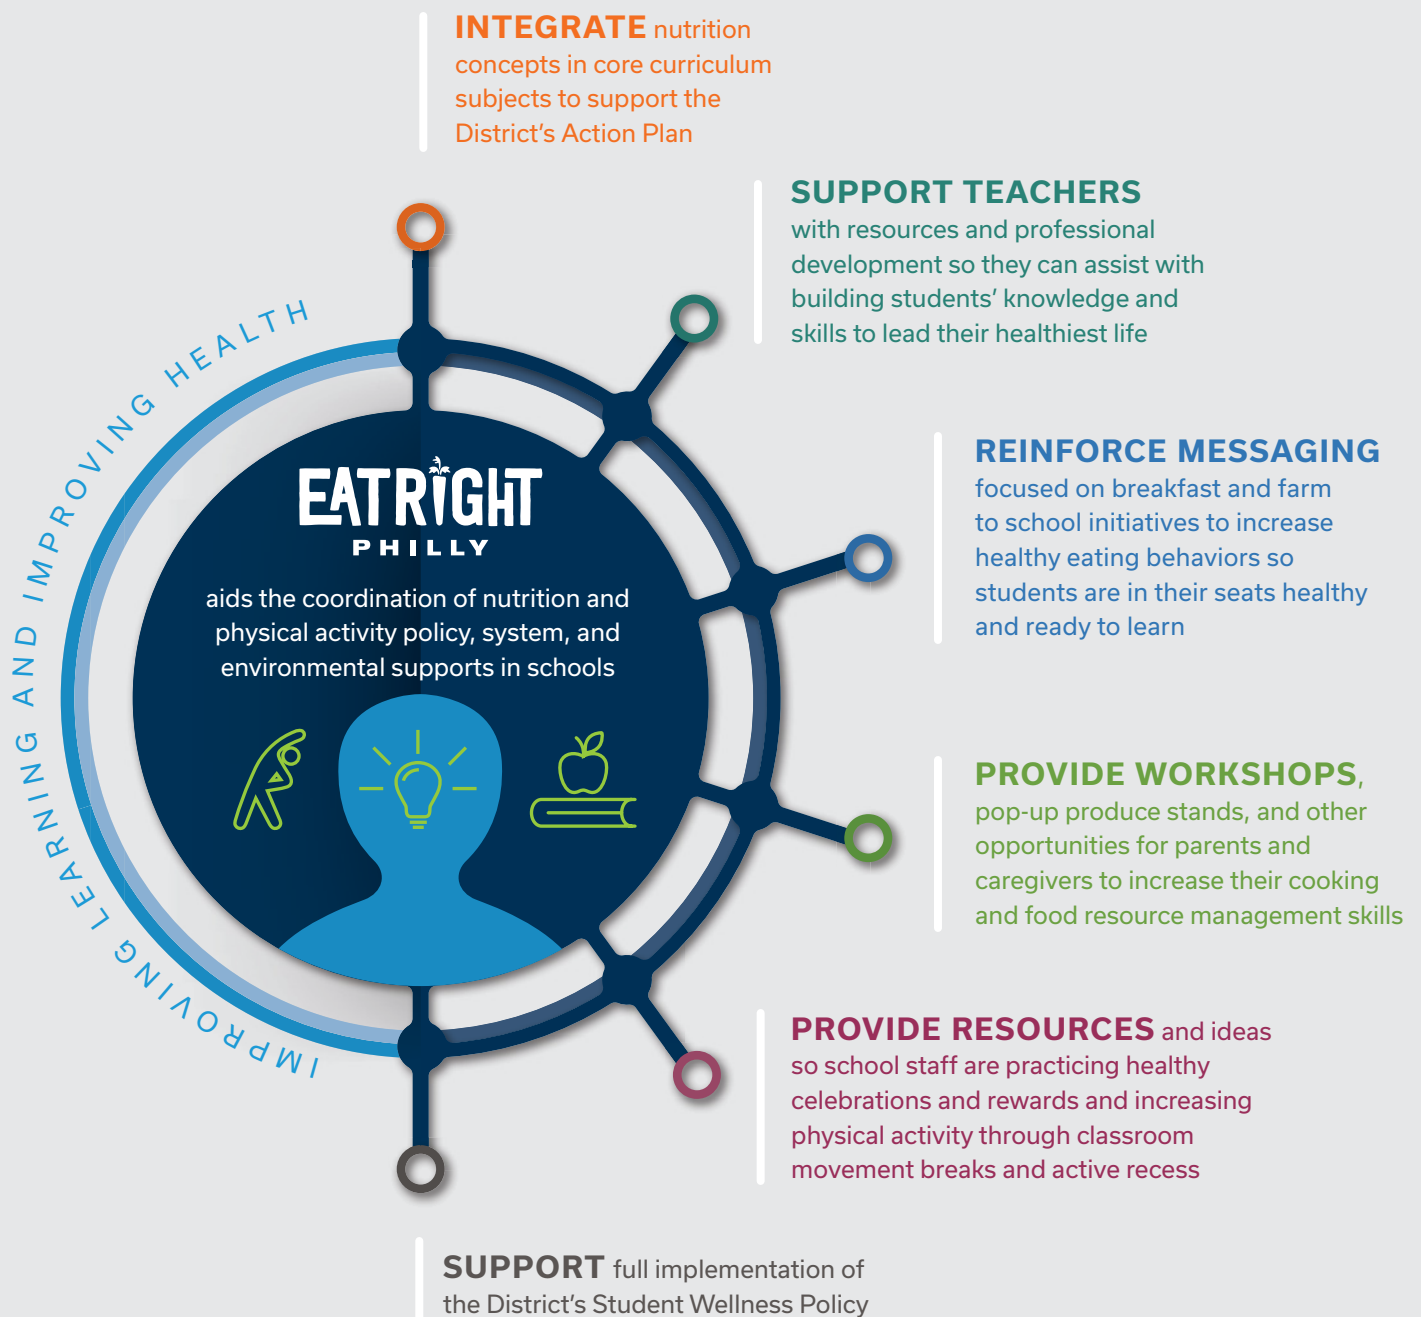 INTEGRATE nutrition
concepts in core curriculum
subjects to support the
District's Action Plan
SUPPORT TEACHERS
with resources and professional
development so they can assist with
building students' knowledge and
skills to lead their healthiest life
REINFORCE MESSAGING
focused on breakfast and farm
to school initiatives to increase
healthy eating behaviors so
students are in their seats healthy
and ready to learn
IMPROVING LEARNING AND IMPROVING HEALTH
EATRIGHT
PHILLY
aids the coordination of nutrition and
physical activity policy, system, and
environmental supports in schools
PROVIDE WORKSHOPS,
pop-up produce stands, and other
opportunities for parents and
caregivers to increase their cooking
and food resource management skills
PROVIDE RESOURCES and ideas
so school staff are practicing healthy
celebrations and rewards and increasing
physical activity through classroom
movement breaks and active recess
SUPPORT full implementation of
the District's Student Wellness Policy